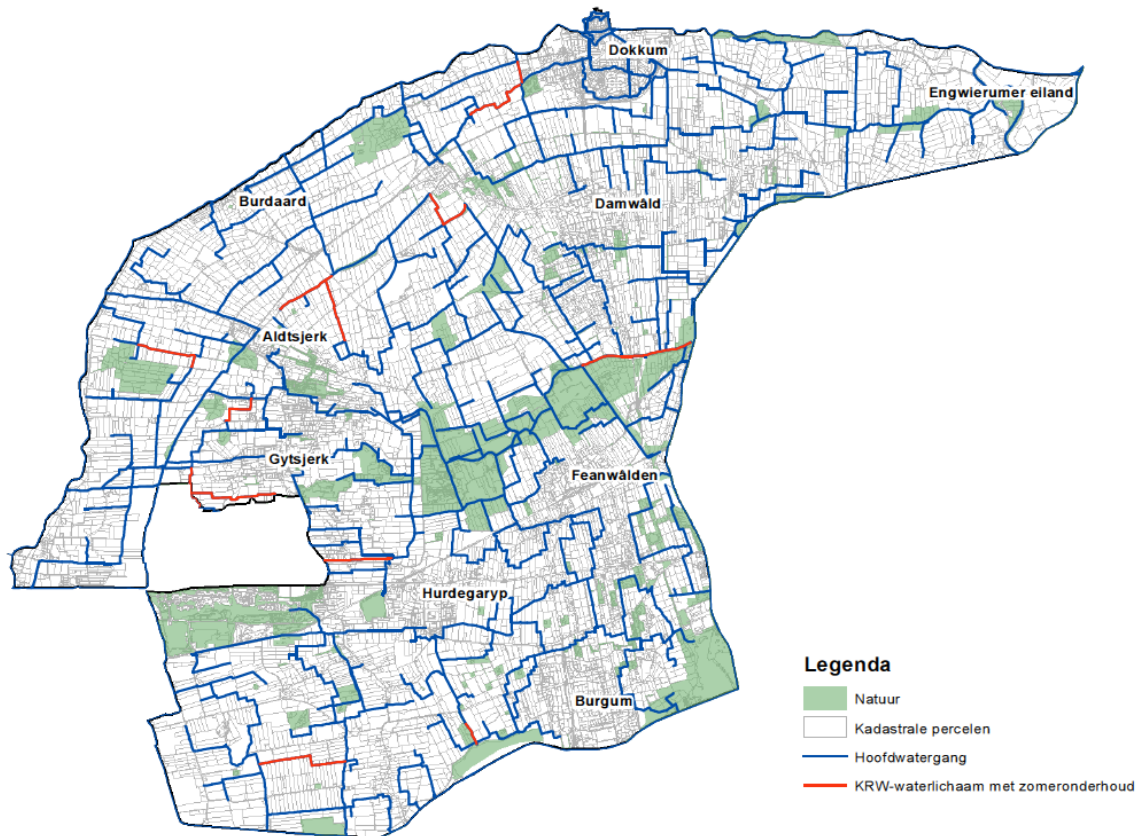 Dokkum
Engwierumer eiland
Burdaard
Damwâld
Aldtsjerk
Gytsjerk
Feanwâlden
Hurdegaryp
Burgum
Legenda
Natuur
Kadastrale percelen
Hoofdwatergang
KRW-waterlichaam met zomeronderhoud